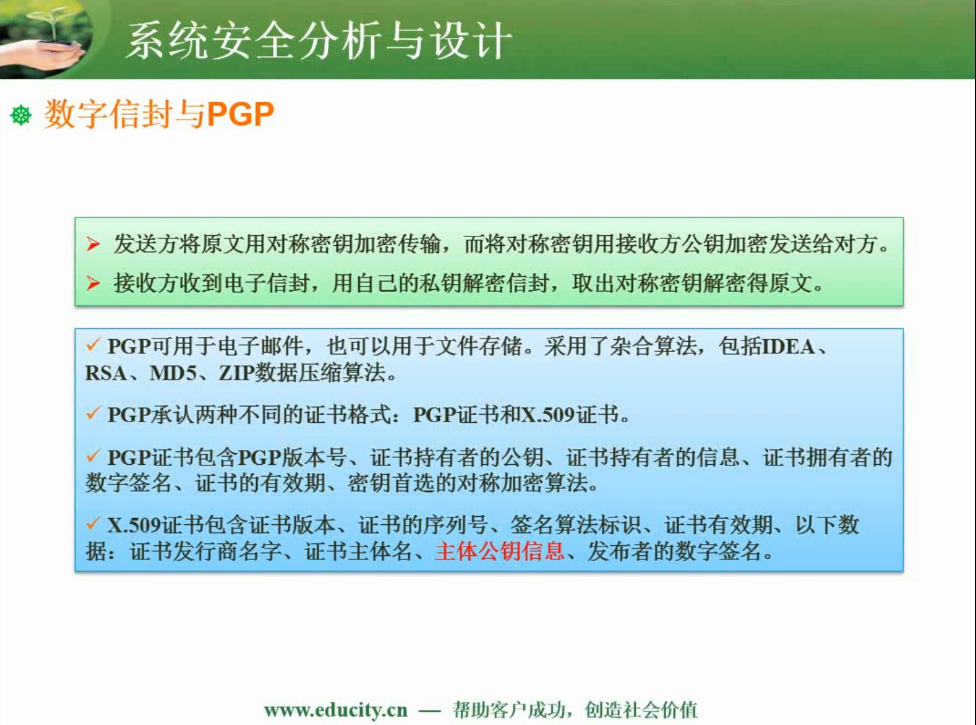 系统安全分析与设计
数字信封与PGP
发送方将原文用对称密钥加密传输，而将对称密钥用接收方公钥加密发送给对方。
接收方收到电子信封，用自己的私钥解密信封，取出对称密钥解密得原文。
PGP可用于电子邮件，也可以用于文件存储。采用了杂合算法，包括IDEA、
RSA、MD5、ZIP数据压缩算法。
PGP承认两种不同的证书格式：PGP证书和X.509证书。
PGP证书包含PGP版本号、证书持有者的公钥、证书持有者的信息、证书拥有者的
数字签名、证书的有效期、密钥首选的对称加密算法。
X.509证书包含证书版本、证书的序列号、签名算法标识、证书有效期、以下数
据：证书发行商名字、证书主体名、主体公钥信息、发布者的数字签名。
www.educity.cn — 帮助客户成功，创造社会价值